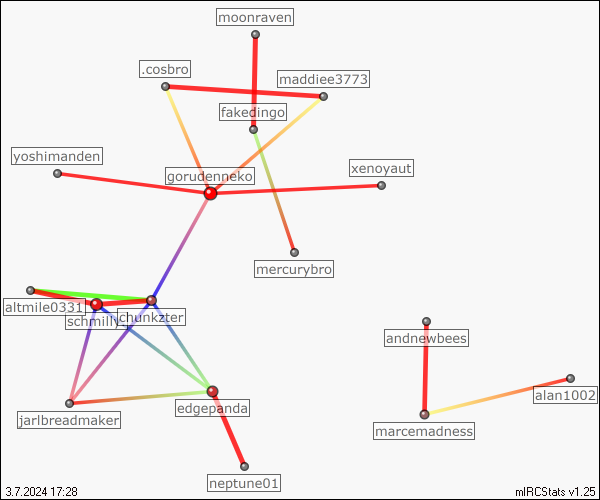 moonraven
.cosbro
maddiee3773
fakedingo
yoshimanden
gorudenneko
xenoyaut
mercurybro
altmile0331
schmilly
chunkzter
andnewbees
alan1002
edgepanda
jarlbreadmaker
marcemadness
neptune01
3.7.2024 17:28
mIRCStats v1.25